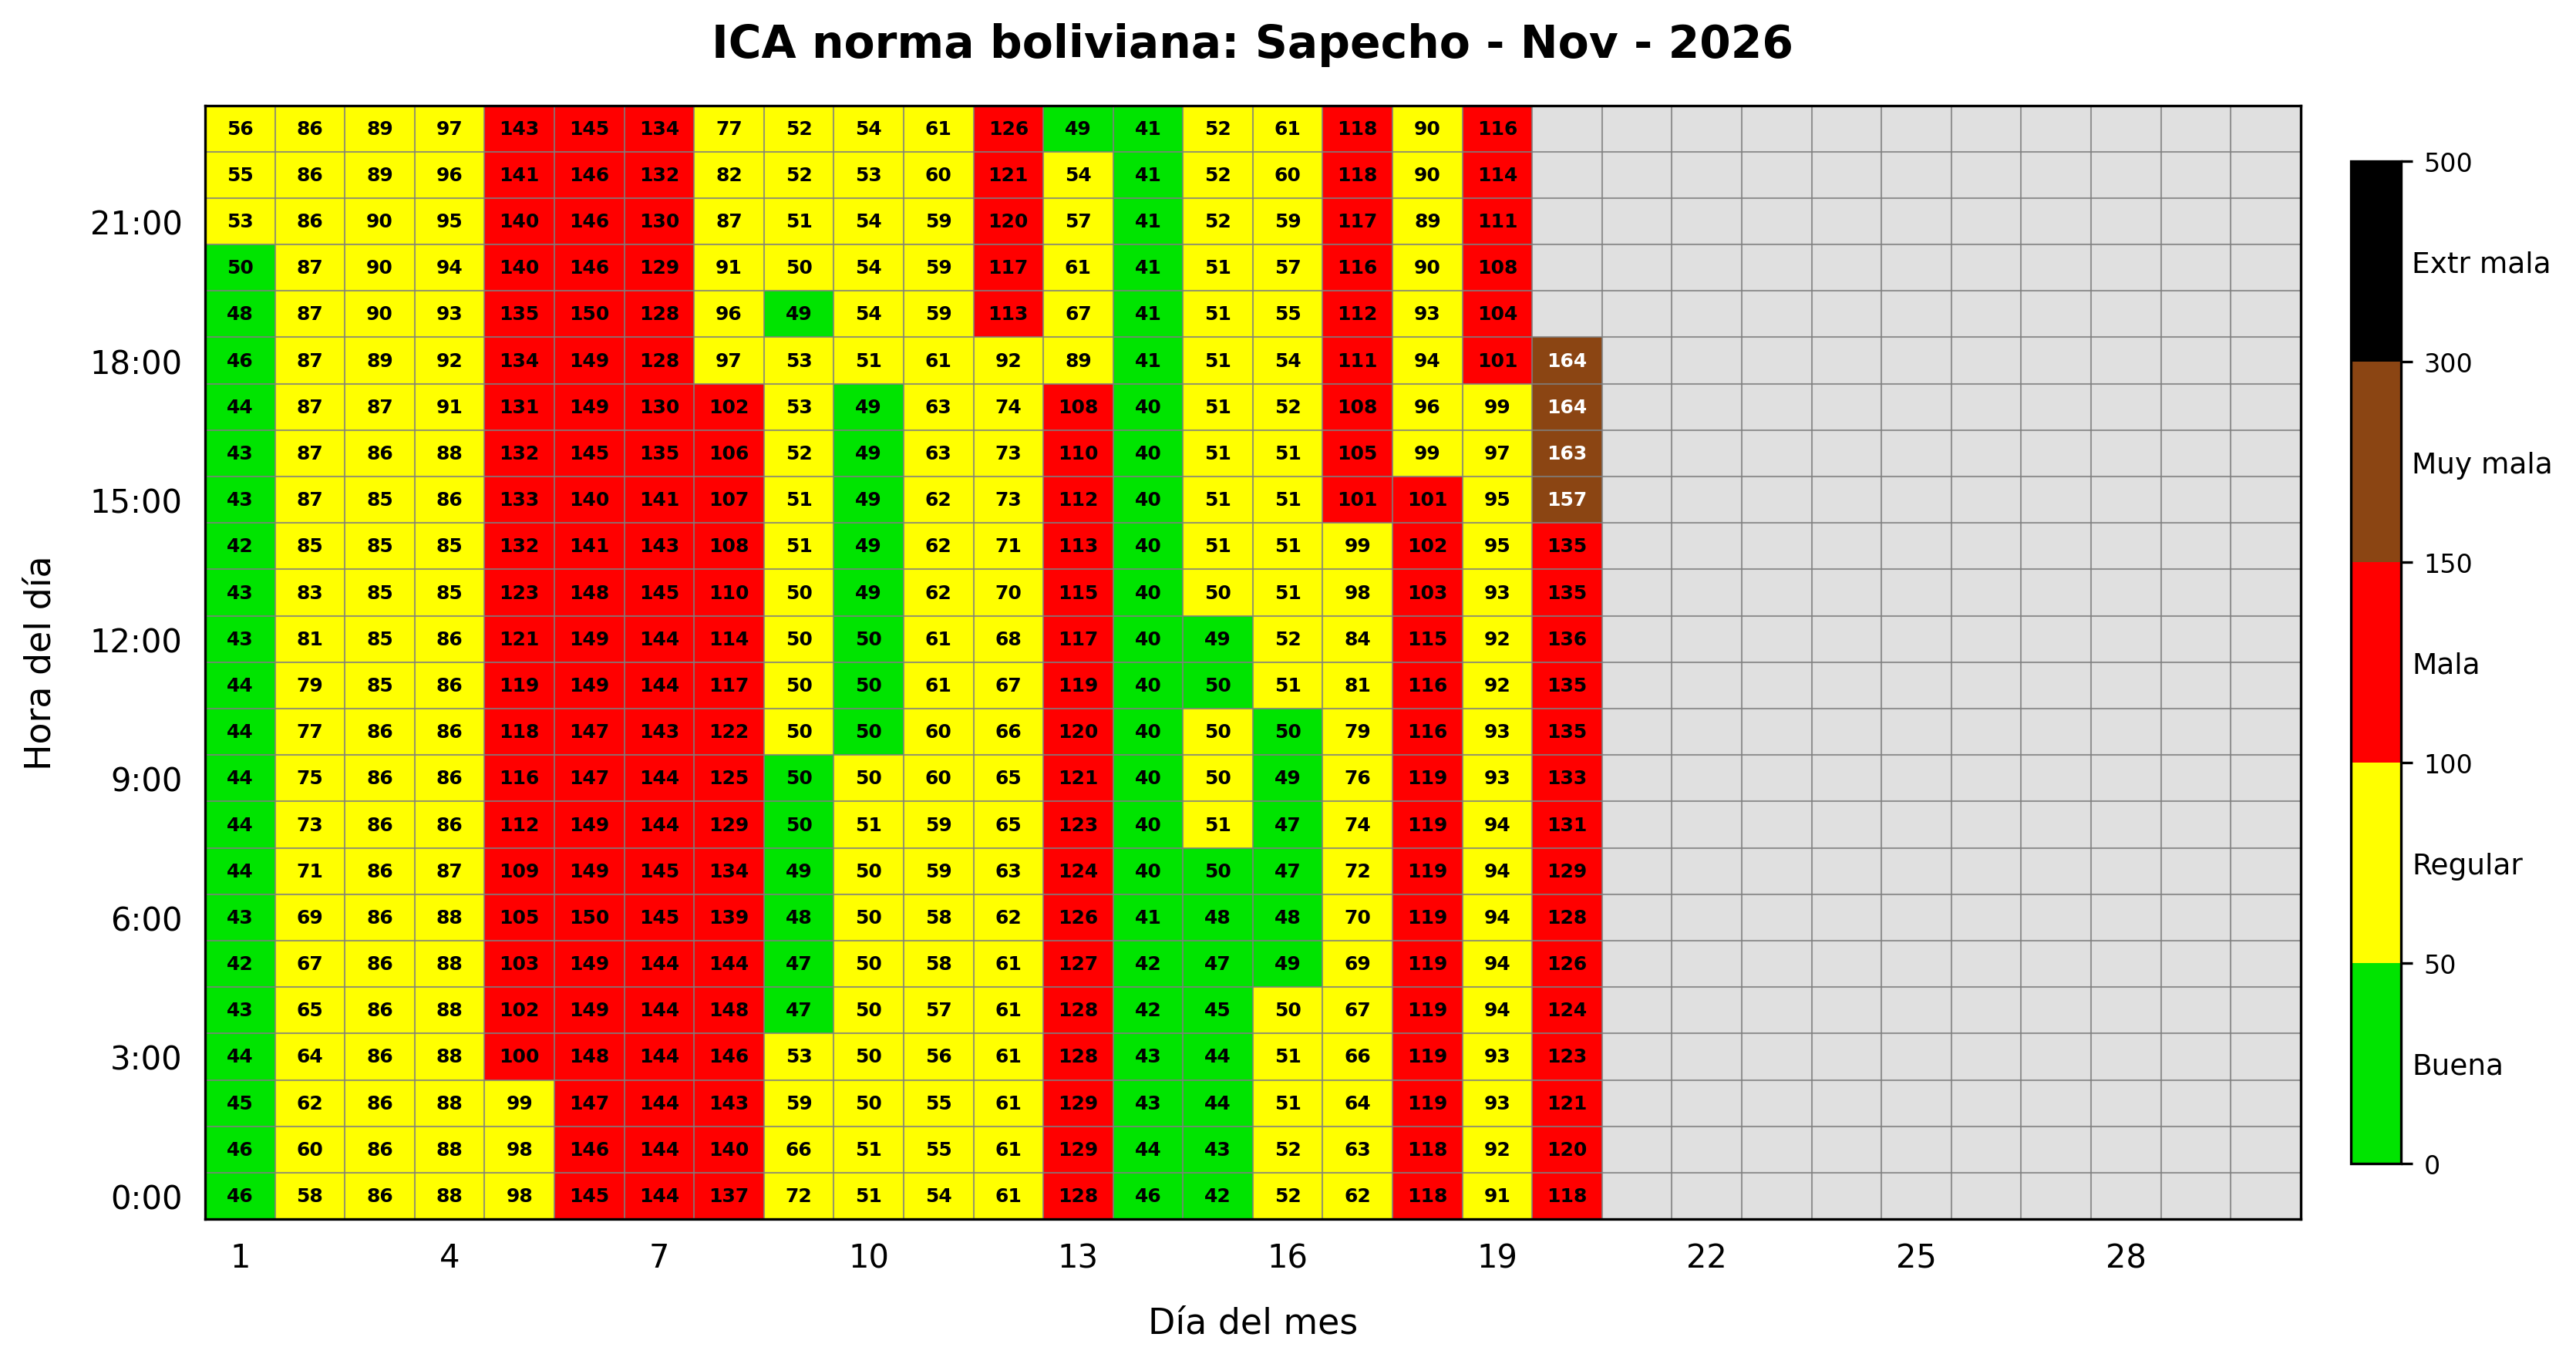 ICA norma boliviana: Sapecho - Nov - 2026
56 86 89 97 143 145 134 77 52 54 61 126 49 41 52 61 118 90 116
55 86 89 96 141 146 132 82 52 53 60 121 54 41 52 60 118 90 114
21:00 53 86 90 95 140 146 130 87 51 54 59 120 57 41 52 59 117 89 111
50 87 90 94 140 146 129 91 50 54 59 117 61 41 51 57 116 90 108
48 87 90 93 135 150 128 96 49 54 59 113 67 41 51 55 112 93 104
18:00 46 87 89 92 134 149 128 97 53 51 61 92 89 41 51 54 111 94 101 164
44 87 87 91 131 149 130 102 53 49 63 74 108 40 51 52 108 96 99 164
43 87 86 88 132 145 135 106 52 49 63 73 110 40 51 51 105 99 97 163
15:00 43 87 85 86 133 140 141 107 51 49 62 73 112 40 51 51 101 101 95 157
42 85 85 85 132 141 143 108 51 49 62 71 113 40 51 51 99 102 95 135
43 83 85 85 123 148 145 110 50 49 62 70 115 40 50 51 98 103 93 135
12:00 43 81 85 86 121 149 144 114 50 50 61 68 117 40 49 52 84 115 92 136
44 79 85 86 119 149 144 117 50 50 61 67 119 40 50 51 81 116 92 135
44 77 86 86 118 147 143 122 50 50 60 66 120 40 50 50 79 116 93 135
9:00 44 75 86 86 116 147 144 125 50 50 60 65 121 40 50 49 76 119 93 133
44 73 86 86 112 149 144 129 50 51 59 65 123 40 51 47 74 119 94 131
44 71 86 87 109 149 145 134 49 50 59 63 124 40 50 47 72 119 94 129
6:00 43 69 86 88 105 150 145 139 48 50 58 62 126 41 48 48 70 119 94 128
42 67 86 88 103 149 144 144 47 50 58 61 127 42 47 49 69 119 94 126
43 65 86 88 102 149 144 148 47 50 57 61 128 42 45 50 67 119 94 124
3:00 44 64 86 88 100 148 144 146 53 50 56 61 128 43 44 51 66 119 93 123
45 62 86 88 99 147 144 143 59 50 55 61 129 43 44 51 64 119 93 121
46 60 86 88 98 146 144 140 66 51 55 61 129 44 43 52 63 118 92 120
0:00 46 58 86 88 98 145 144 137 72 51 54 61 128 46 42 52 62 118 91 118
1 4 7 10 13 16 19 22 25 28
Día del mes
Hora del día
500
Extr mala
300
Muy mala
150
Mala
100
Regular
50
Buena
0